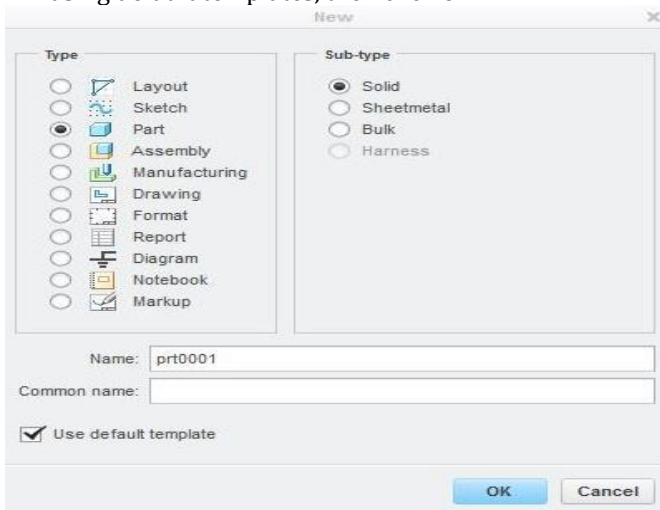 New
Type
Layout
Sketch
Part
Assembly
Manufacturing
Drawing
Format
Report
Diagram
Notebook
Markup
Sub-type
Solid
Sheetmetal
Bulk
Harness
Name: prt0001
Common name:
Use default template
OK Cancel